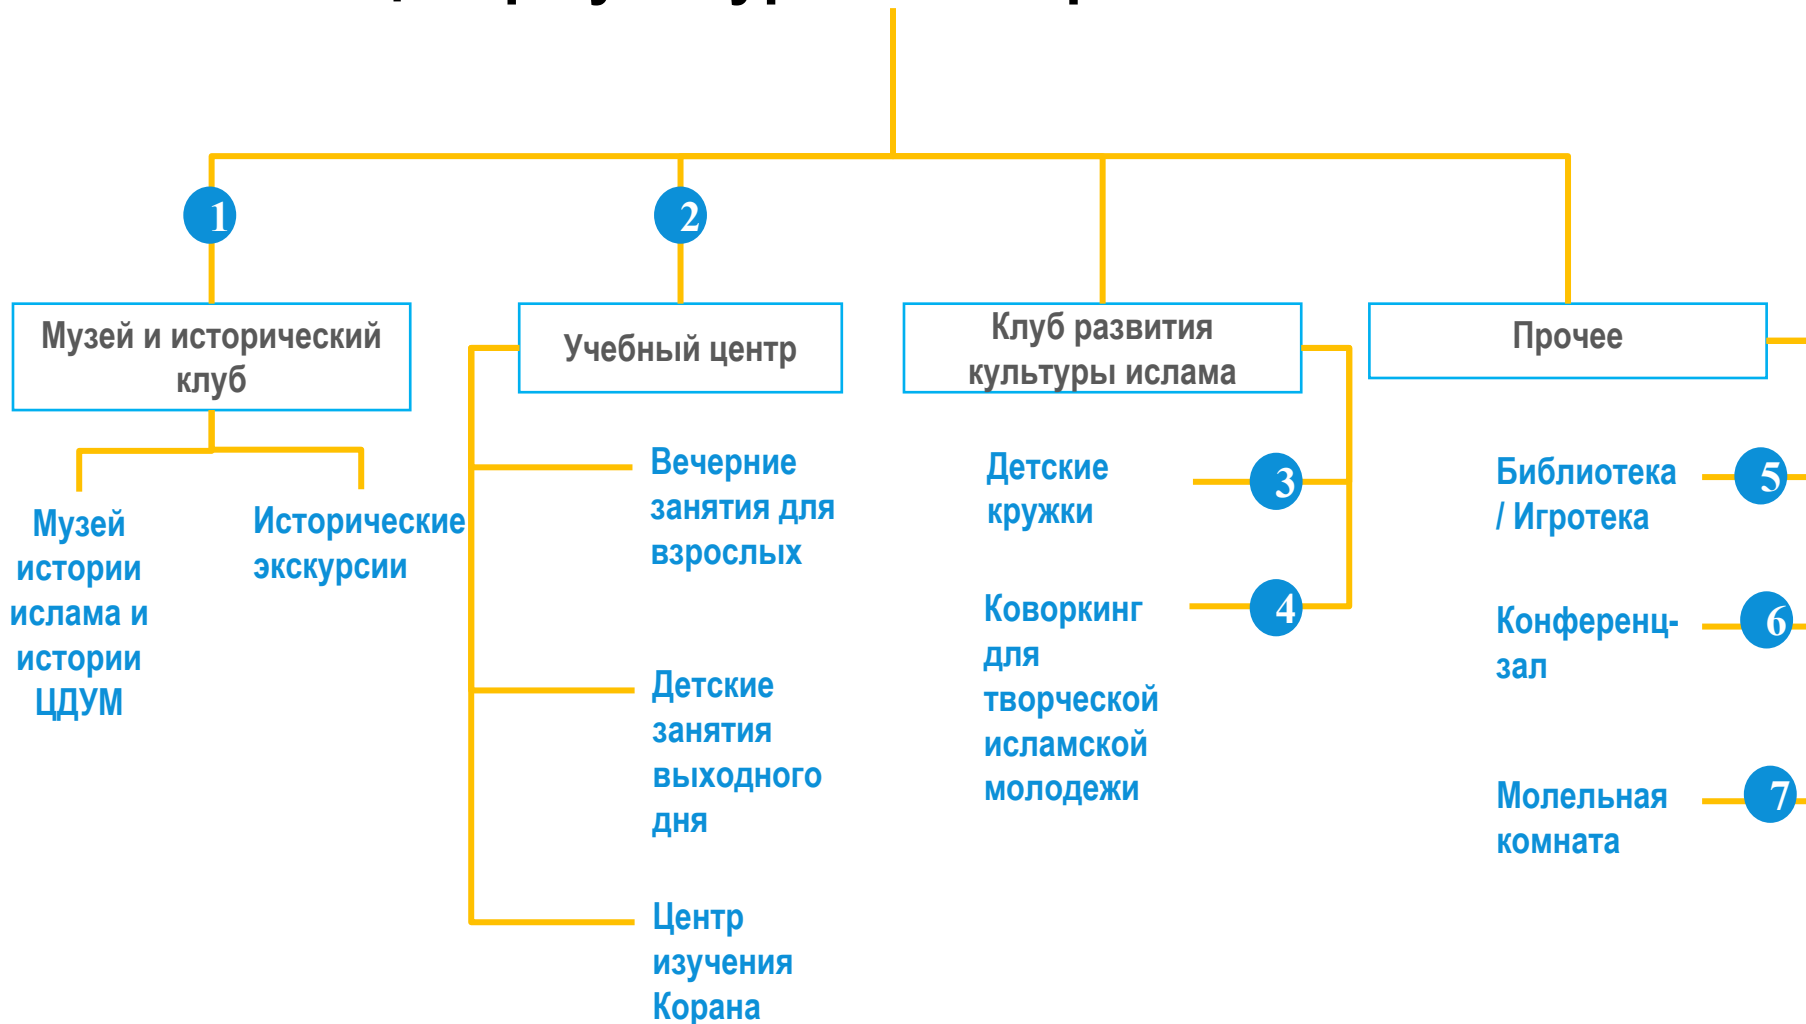 1
2
Музей и исторический
клуб
Учебный центр
Клуб развития
культуры ислама
Прочее
Музей
истории
ислама и
истории
ЦДУМ
Исторические
экскурсии
Вечерние
занятия для
взрослых
Детские
занятия
выходного
дня
Центр
изучения
Корана
Детские
кружки
3
Коворкинг
для
творческой
исламской
молодежи
4
Библиотека
/ Игротека
5
Конференц-
зал
6
Молельная
комната
7